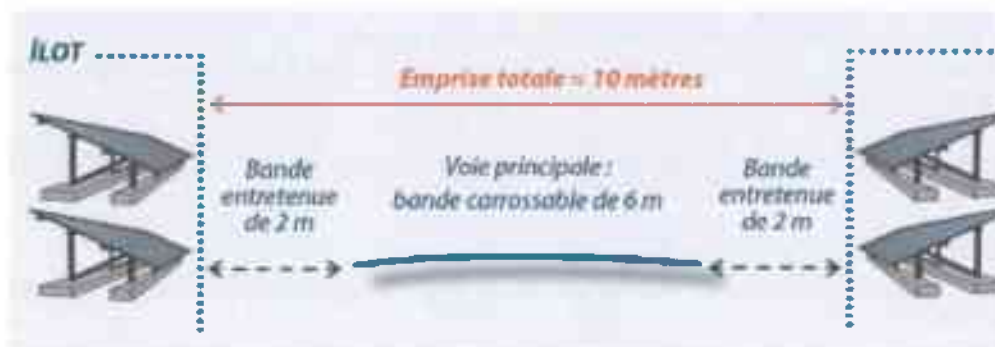 ÎLOT
Emprise totale = 10 mètres
Bande
entretenue
de 2 m
Voie principale :
bande carrossable de 6 m
Bande
entretenue
de 2 m